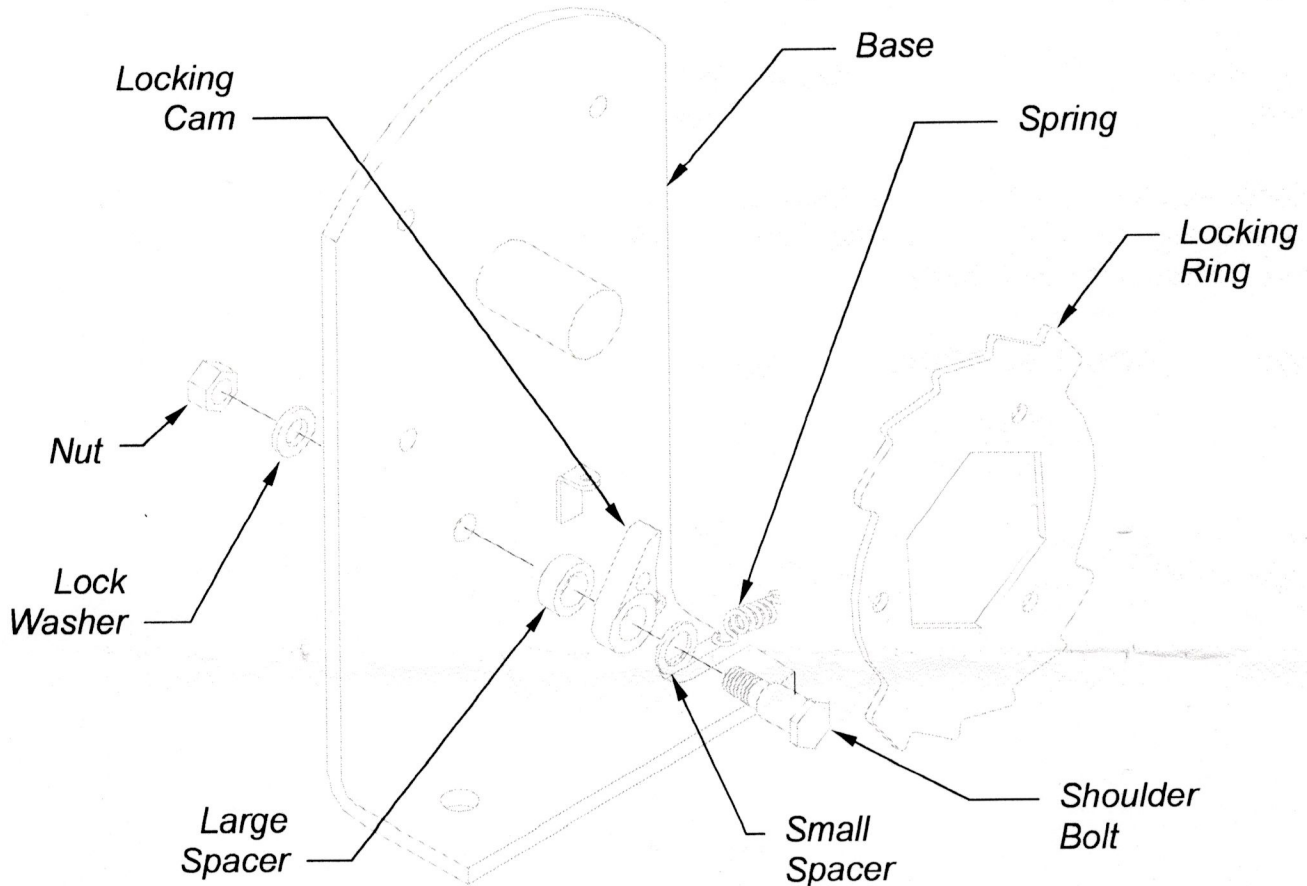 Base
Locking
Cam
Spring
Locking
Ring
Nut
Lock
Washer
Large
Spacer
Small
Spacer
Shoulder
Bolt